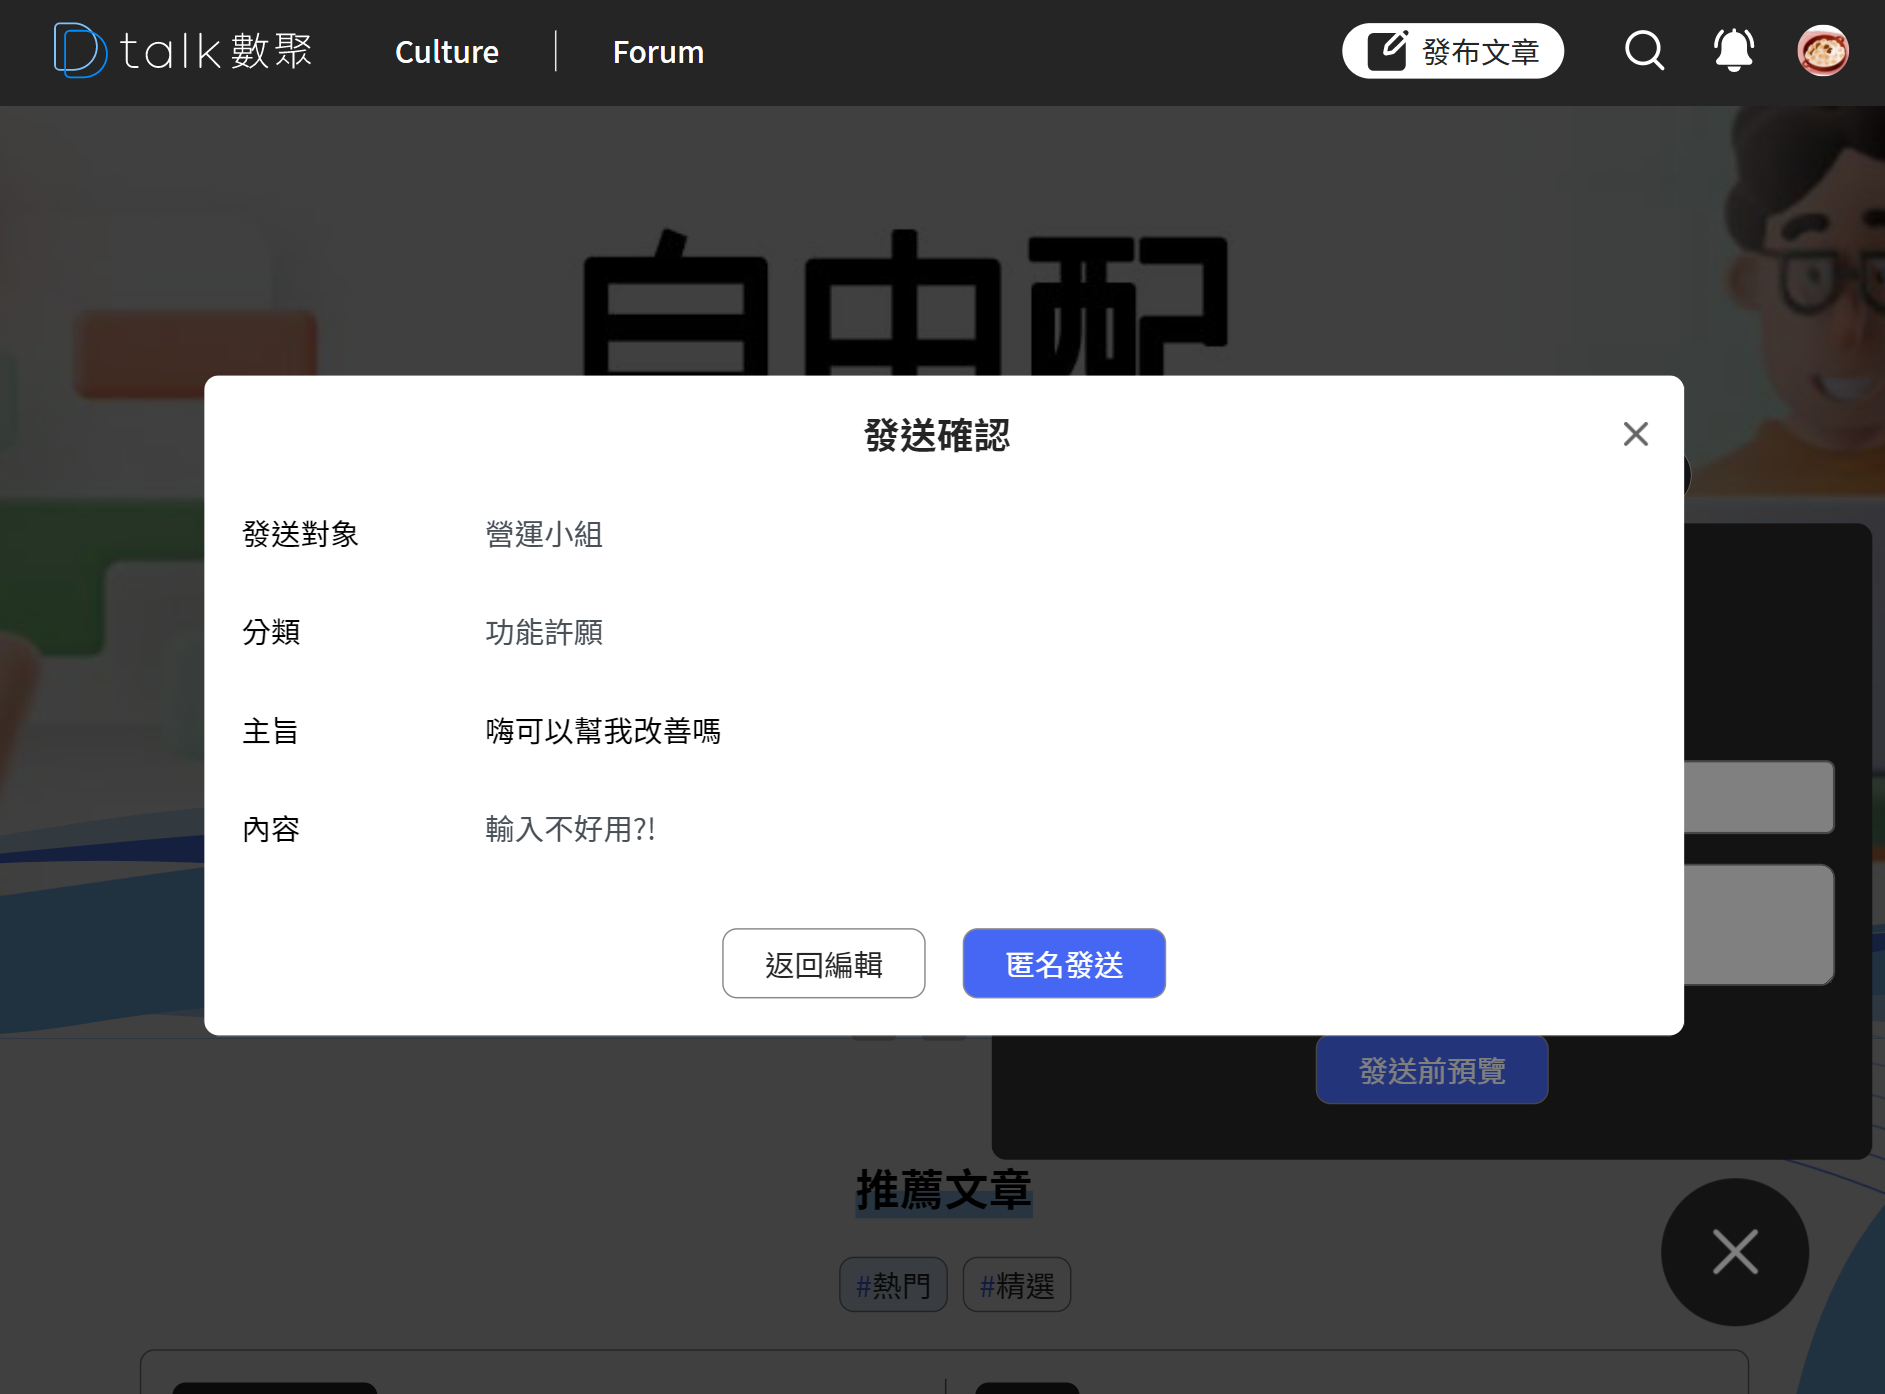 Dtalk數聚
Culture
Forum
發布文章
自由配
發送確認
發送對象
營運小組
分類
功能許願
主旨
嗨可以幫我改善嗎
內容
輸入不好用?!
返回編輯
匿名發送
發送前預覽
推薦文章
#熱門
#精選